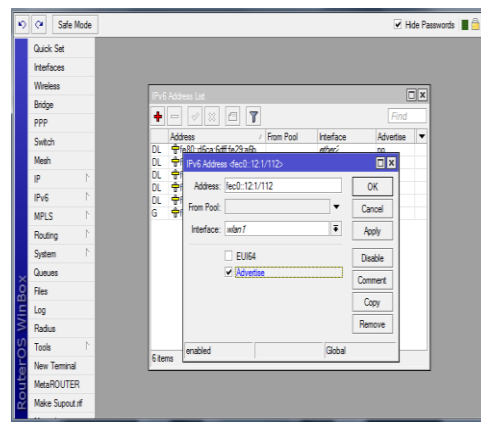 Safe Mode
Hide Passwords
Quick Set
Interfaces
Wireless
Bridge
PPP
Switch
Mesh
IP
IPv6
MPLS
Routing
System
Queues
Files
Log
Radius
Tools
New Terminal
MetaROUTER
Make Supout.rif
RouterOS WinBox
IPv6 Address List
Find
Address From Pool Interface Advertise
DL no
DL
DL
DL
DL
G
IPv6 Address <fec0::12:1/112>
Address: fec0::12:1/112
From Pool:
Interface: wlan1
EUI64
Advertise
OK
Cancel
Apply
Disable
Comment
Copy
Remove
enabled Global
6 items